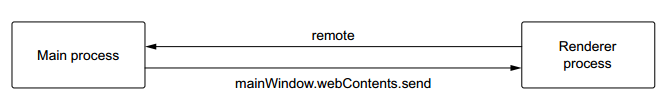 remote
Main process
Renderer
process
mainWindow.webContents.send